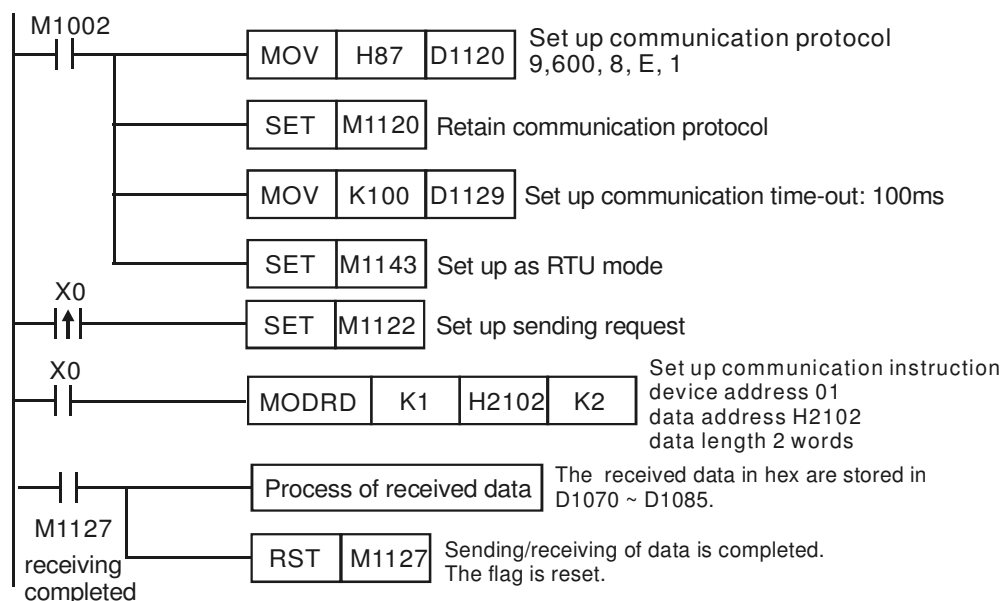 M1002
MOV H87 D1120 Set up communication protocol
9,600, 8, E, 1
SET M1120 Retain communication protocol
MOV K100 D1129 Set up communication time-out: 100ms
SET M1143 Set up as RTU mode
X0
SET M1122 Set up sending request
X0
MODRD K1 H2102 K2
Set up communication instruction
device address 01
data address H2102
data length 2 words
M1127
receiving
completed
Process of received data
The received data in hex are stored in
D1070 ~ D1085.
RST M1127
Sending/receiving of data is completed.
The flag is reset.